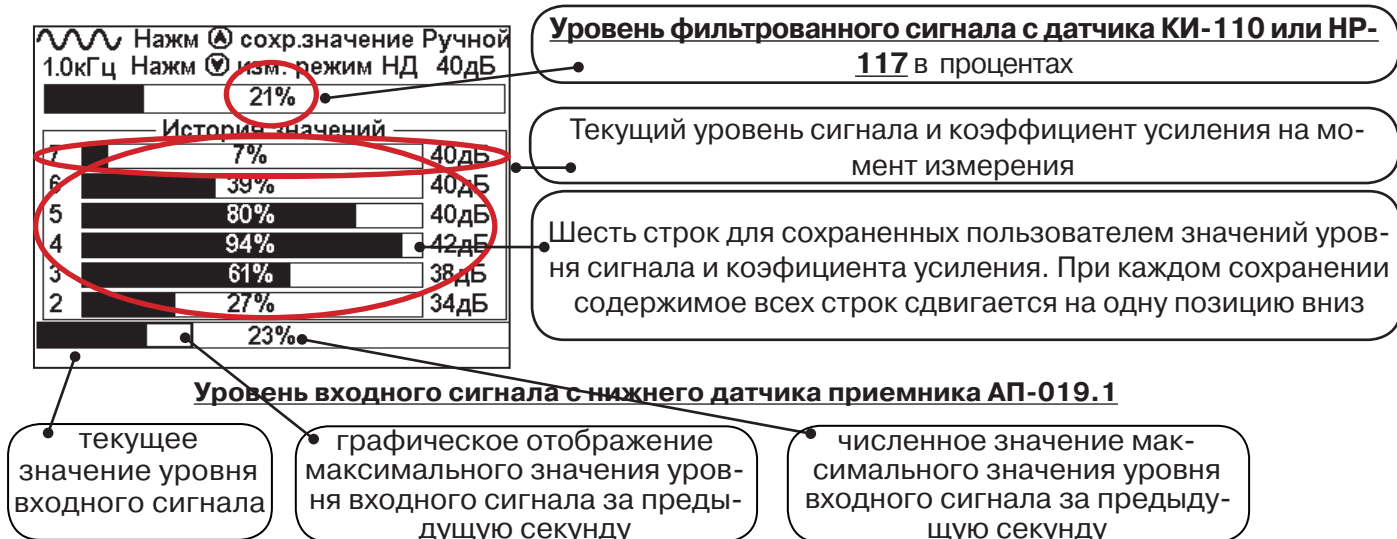 Нажм сохр.значение Ручной
1.0кГц Нажм изм. режим НД 40дБ
21%
История значений
7 7% 40дБ
6 39% 40дБ
5 80% 40дБ
4 94% 42дБ
3 61% 38дБ
2 27% 34дБ
23%
Уровень фильтрованного сигнала с датчика КИ-110 или НР-
117 в процентах
Текущий уровень сигнала и коэффициент усиления на мо-
мент измерения
Шесть строк для сохраненных пользователем значений уров-
ня сигнала и коэфициента усиления. При каждом сохранении
содержимое всех строк сдвигается на одну позицию вниз
Уровень входного сигнала с нижнего датчика приемника АП-019.1
текущее
значение уровня
входного сигнала
графическое отображение
максимального значения уров-
ня входного сигнала за преды-
дущую секунду
численное значение мак-
симального значения уровня
входного сигнала за предыду-
щую секунду